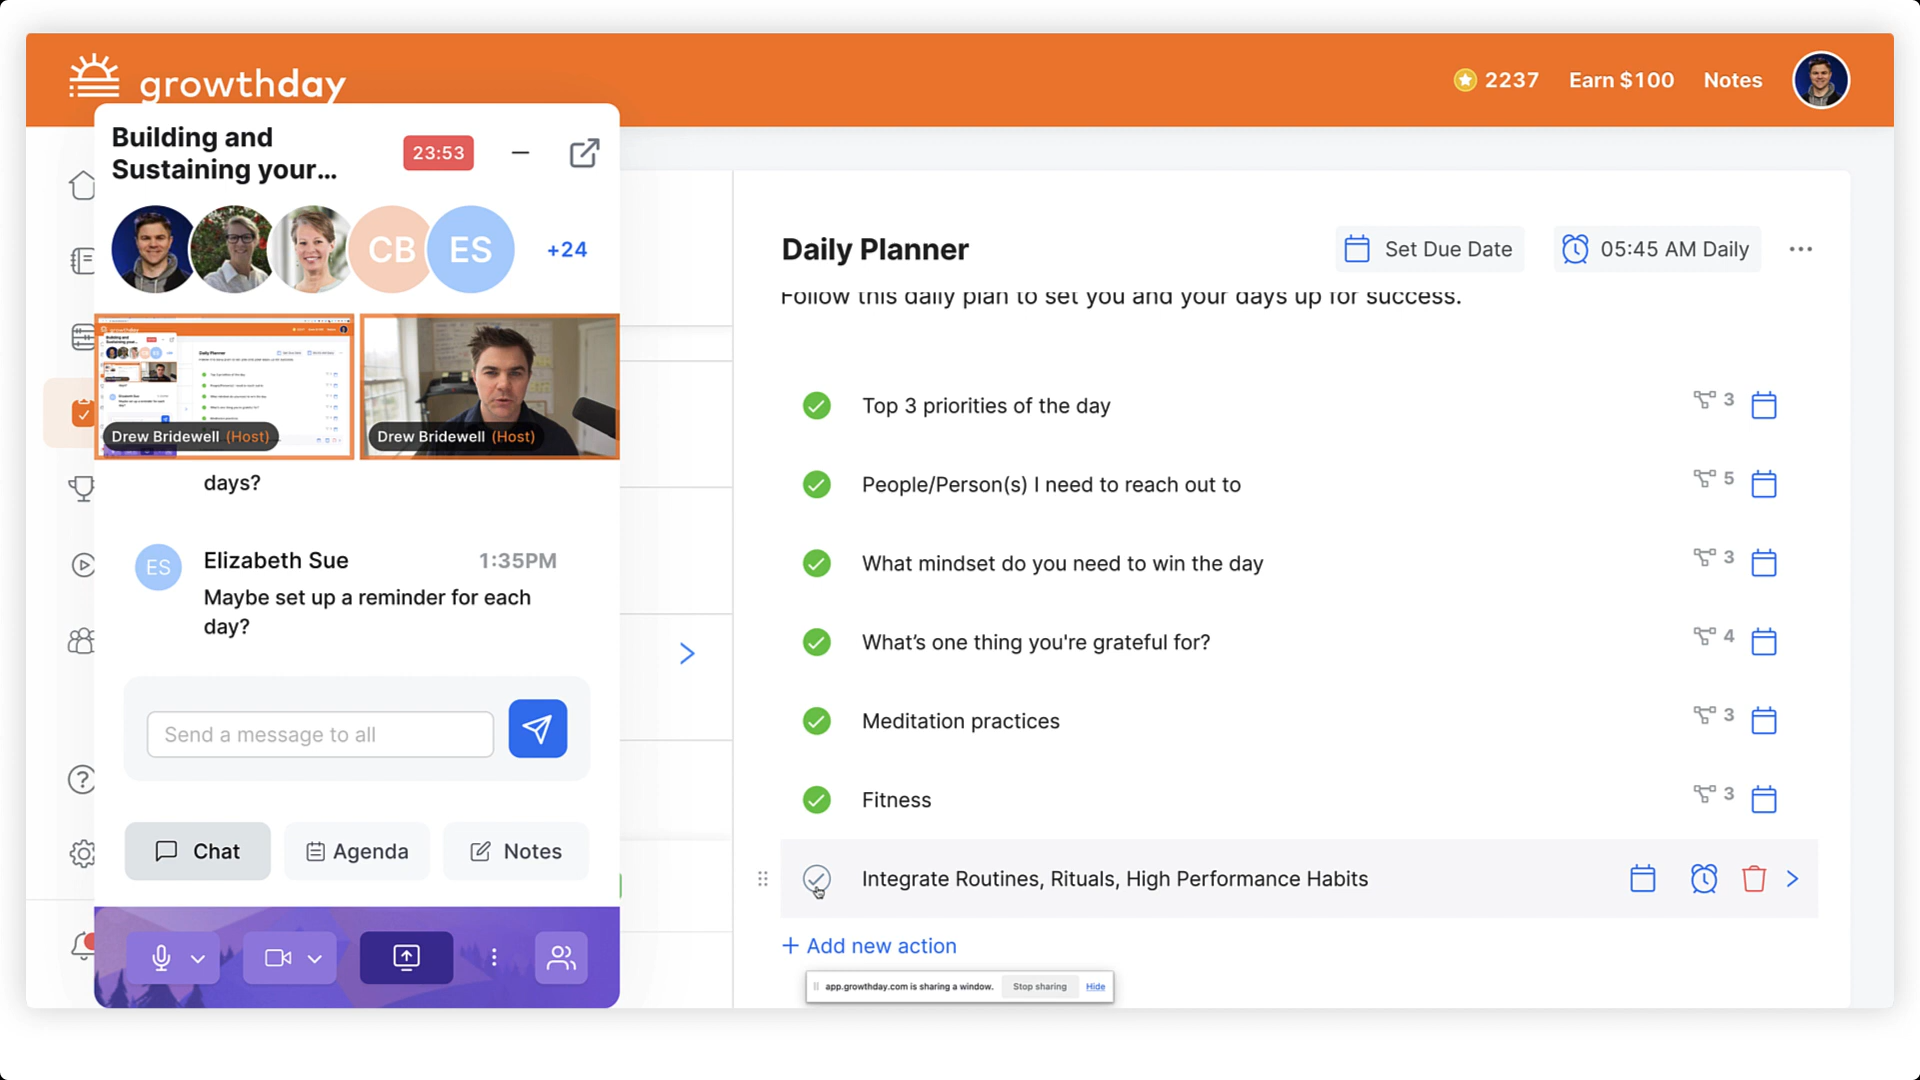 growthday
2237
Earn $100
Notes
Building and
Sustaining your...
23:53
CB
ES
+24
Drew Bridewell (Host)
Drew Bridewell (Host)
days?
ES
Elizabeth Sue
1:35PM
Maybe set up a reminder for each
day?
Send a message to all
Chat
Agenda
Notes
Daily Planner
Set Due Date
05:45 AM Daily
Follow this daily plan to set you and your days up for success.
Top 3 priorities of the day
3
People/Person(s) I need to reach out to
5
What mindset do you need to win the day
3
What’s one thing you're grateful for?
4
Meditation practices
3
Fitness
3
Integrate Routines, Rituals, High Performance Habits
+ Add new action
app.growthday.com is sharing a window.
Stop sharing
Hide